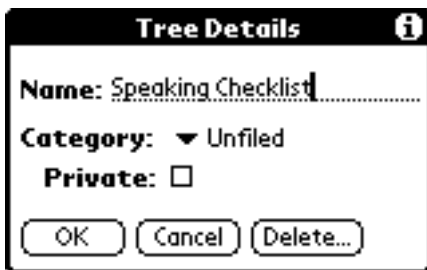 Tree Details
Name: Speaking Checklist
Category: Unfiled
Private:
OK Cancel Delete...